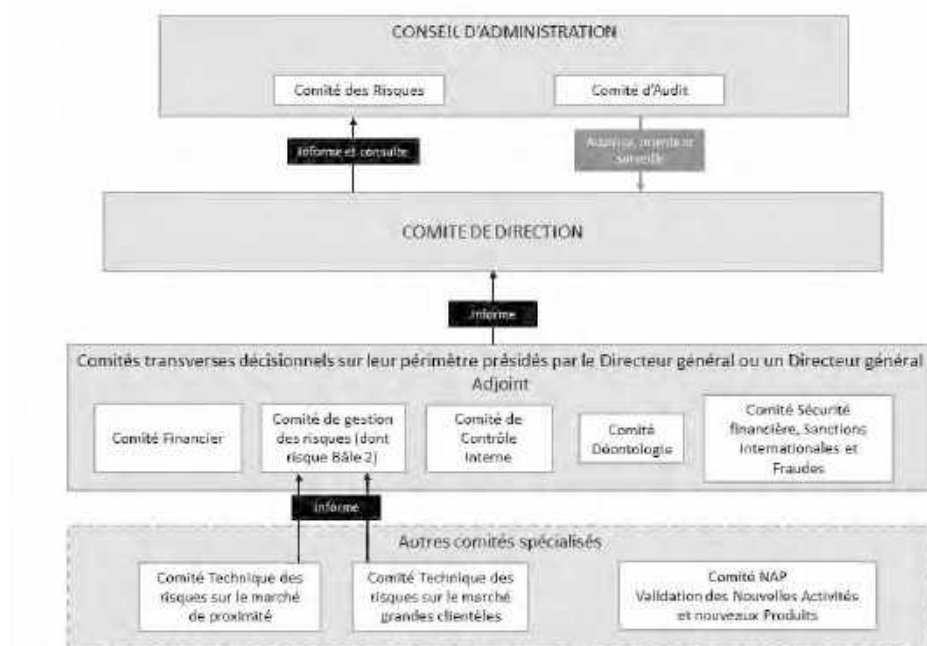 CONSEIL D'ADMINISTRATION
Comité des Risques
Comité d'Audit
Informe et consulte
surveille
COMITE DE DIRECTION
Informe
Comités transverses décisionnels sur leur périmètre présidés par le Directeur général ou un Directeur général
Adjoint
Comité Financier
Comité de gestion
des risques (dont
risque Bâle 2)
Comité de
Contrôle
Interne
Comité
Déontologie
Comité Sécurité
financière, Sanctions
Internationales et
Fraudes
Informe
Autres comités spécialisés
Comité Technique des
risques sur le marché
de proximité
Comité Technique des
risques sur le marché
grandes clientèles
Comité NAP
Validation des Nouvelles Activités
et nouveaux Produits